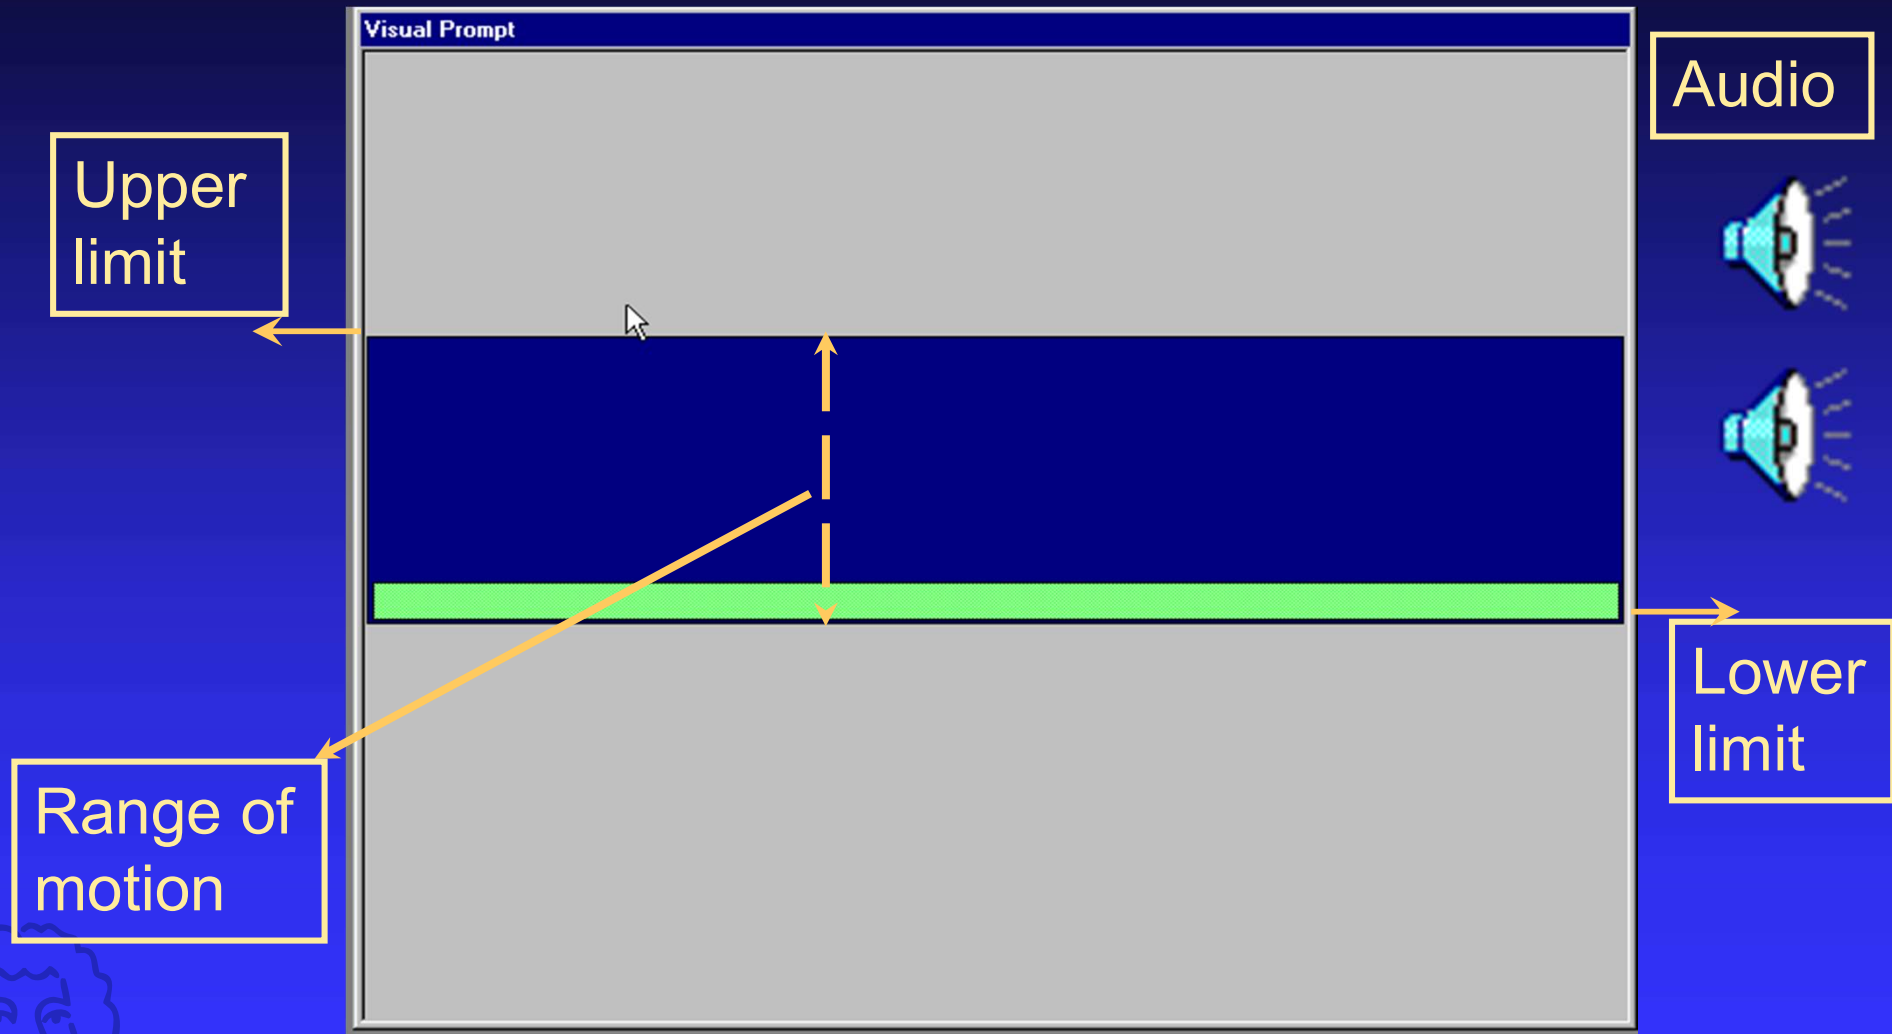 Visual Prompt
Audio
Upper
limit
Lower
limit
Range of
motion